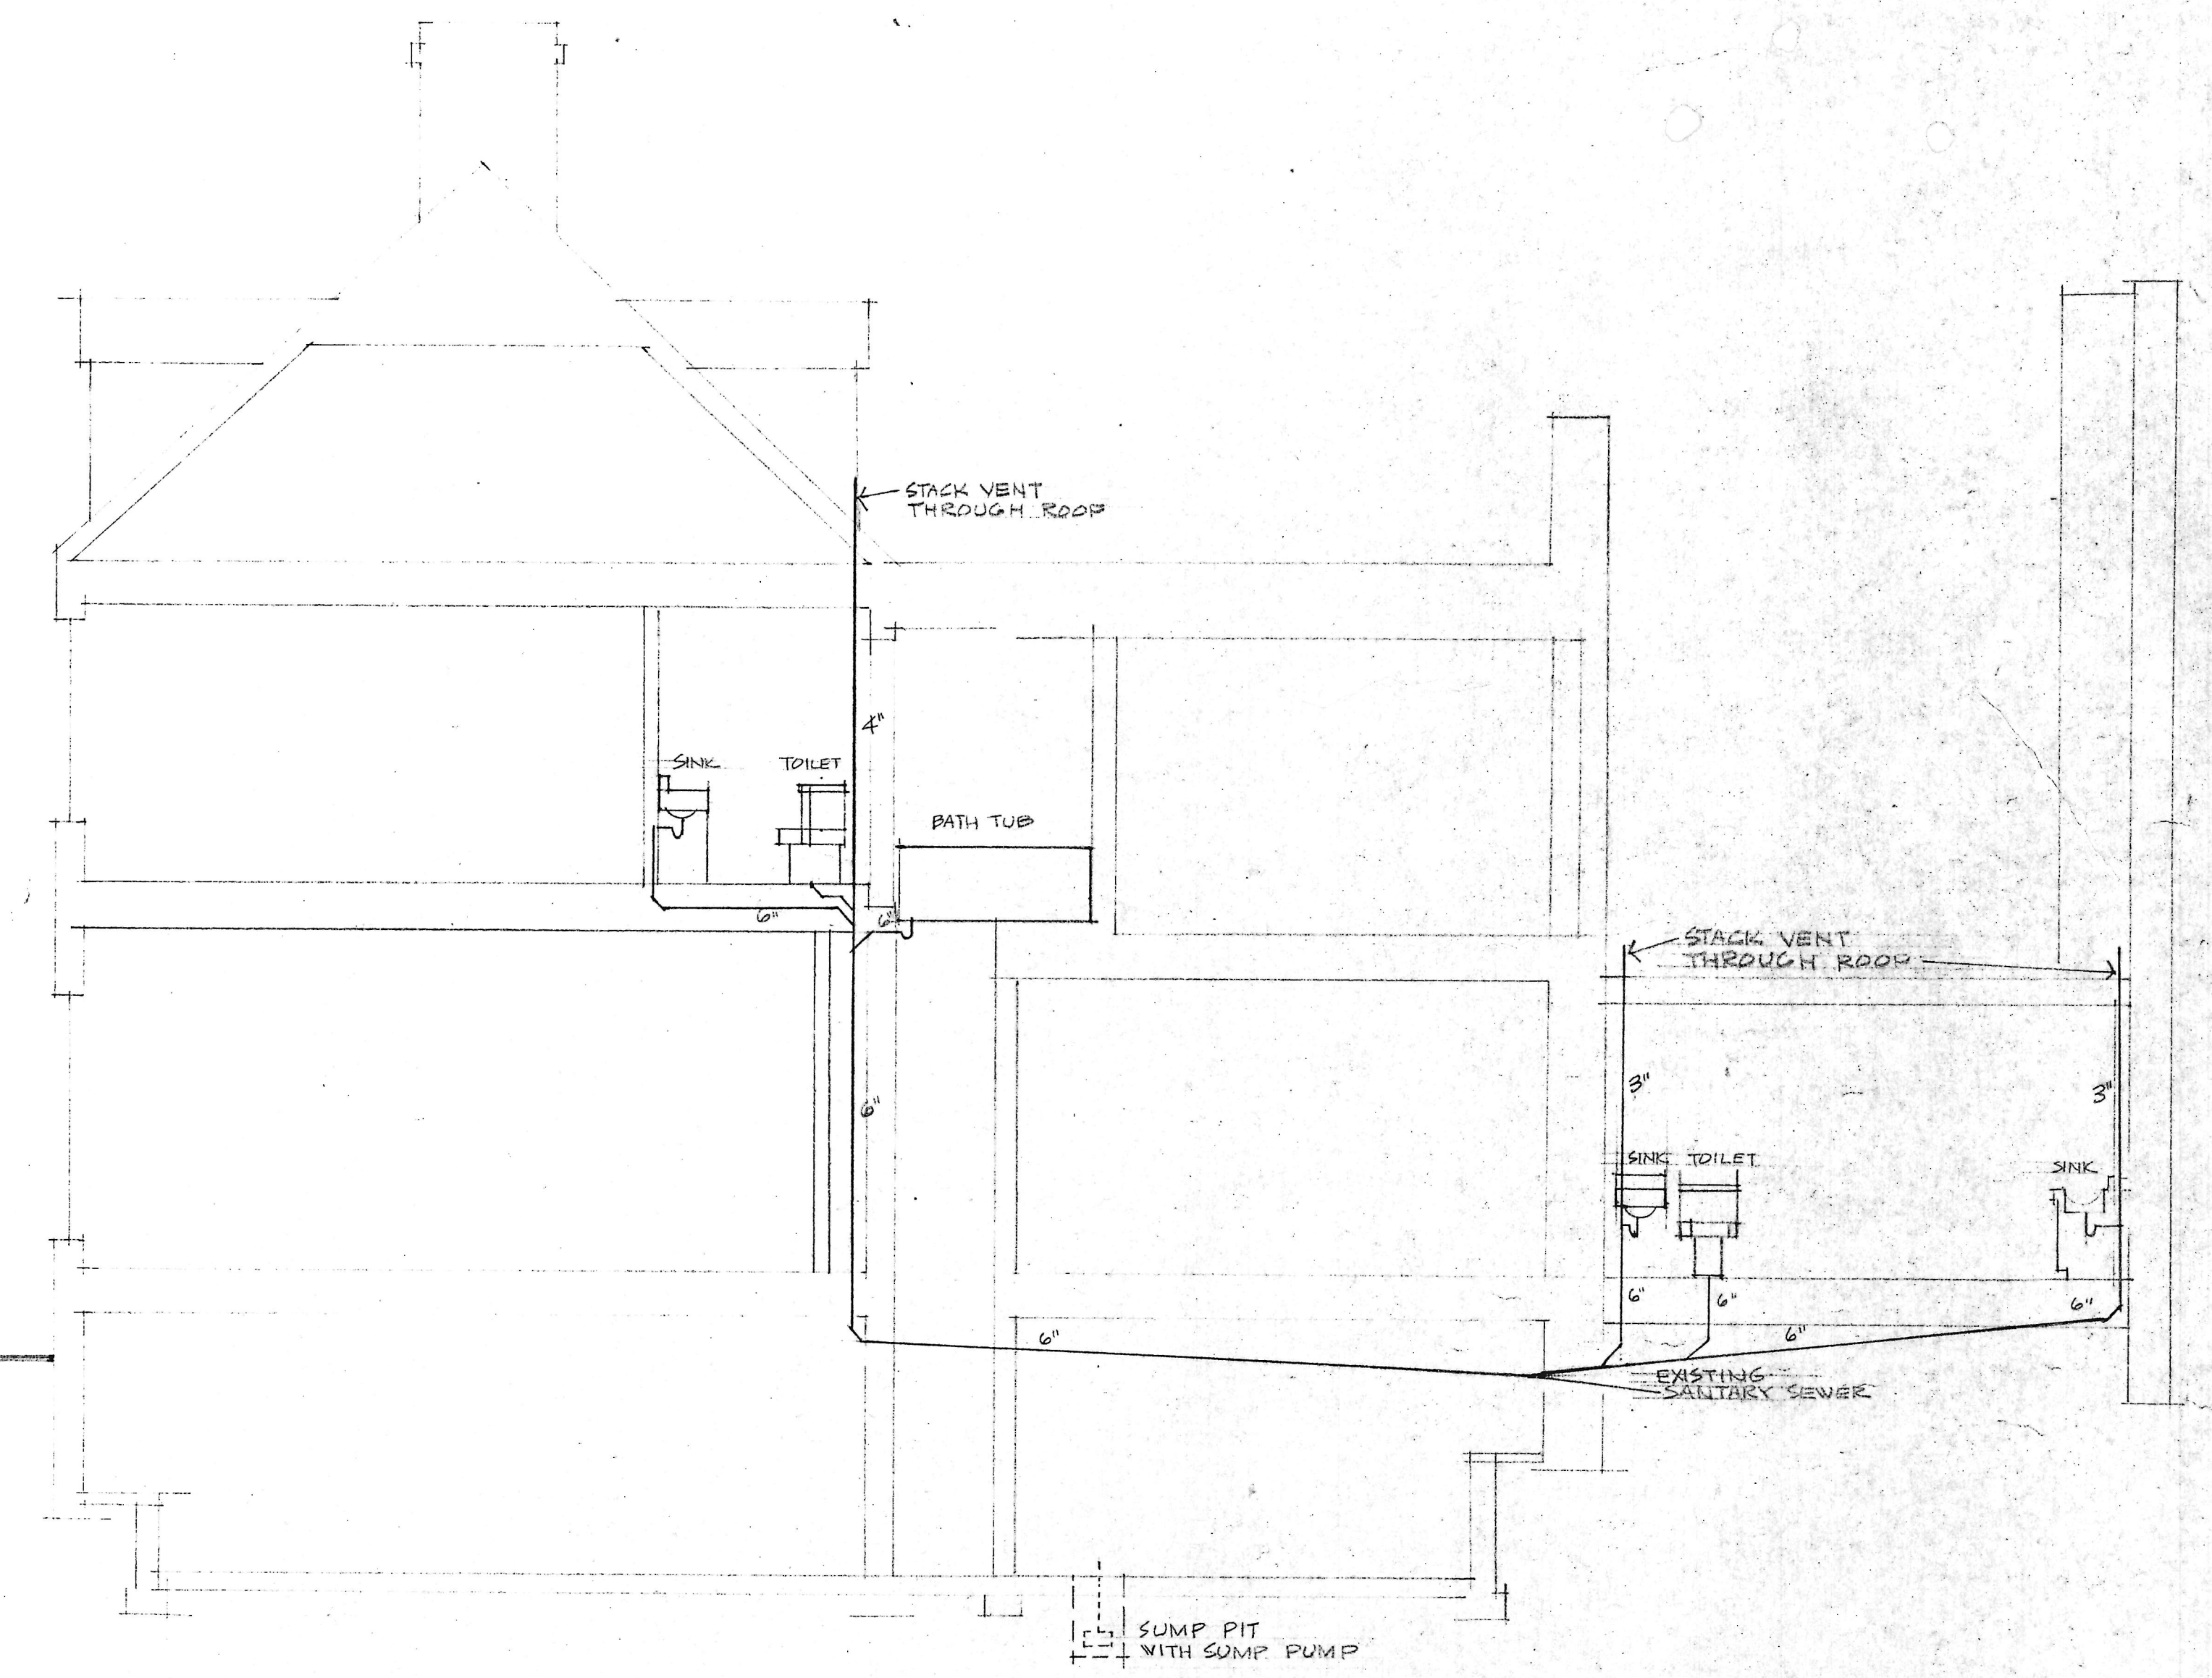 STACK VENT
THROUGH ROOF
4"
SINK
TOILET
BATH TUB
6"
6"
STACK VENT
THROUGH ROOF
3"
3"
6"
SINK
TOILET
SINK
6"
6"
6"
6"
6"
EXISTING
SANTARY SEWER
SUMP PIT
WITH SUMP PUMP